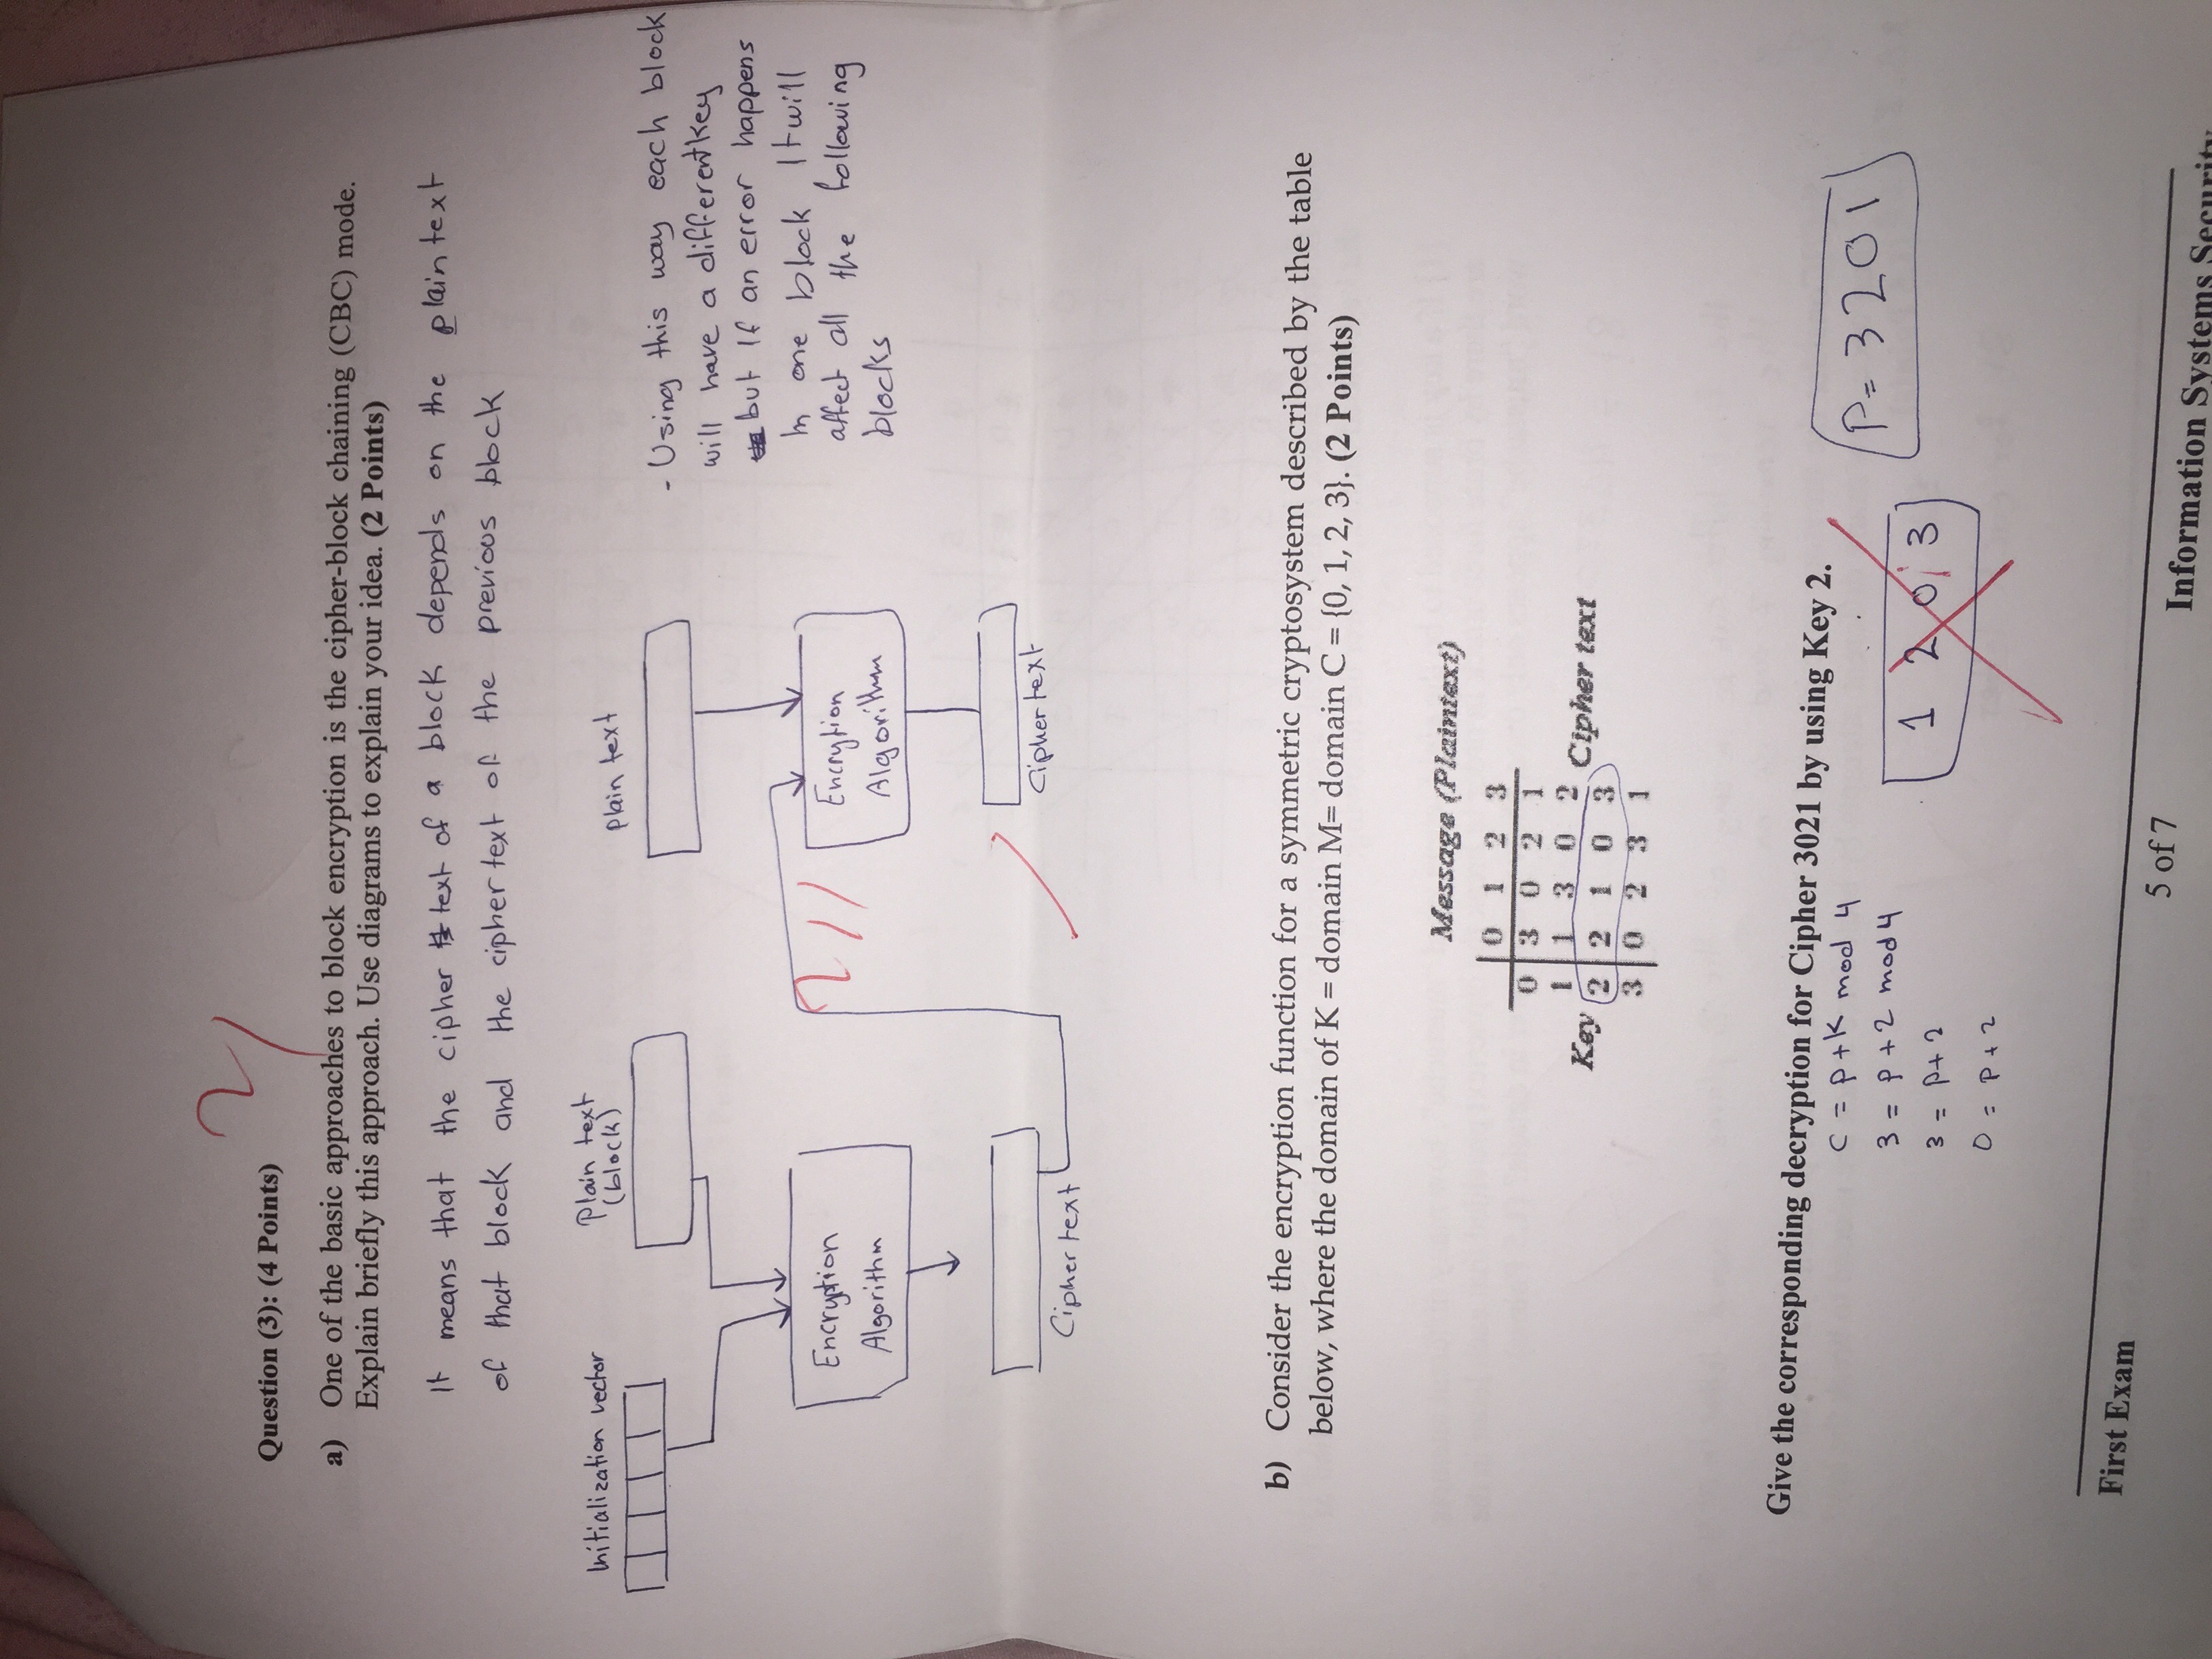 2/
Question (3): (4 Points)
a) One of the basic approaches to block encryption is the cipher-block chaining (CBC) mode.
Explain briefly this approach. Use diagrams to explain your idea. (2 Points)
It means that the cipher text of a block depends on the plain text
of that block and the cipher text of the previous block
Initialization vector
Plain text
(block)
plain text
- Using this way each block
will have a different key
but If an error happens
In one block It will
affect all the following
blocks
Encryption
Algorithm
2//
Encrytion
Algorithm
Cipher text
Cipher text
b) Consider the encryption function for a symmetric cryptosystem described by the table
below, where the domain of K = domain M= domain C = {0, 1, 2, 3}. (2 Points)
Message (Plaintext)
0 1 2 3
0 3 0 2 1
1 1 3 0 2
Key
Cipher text
2 2 1 0 3
3 0 2 3 1
Give the corresponding decryption for Cipher 3021 by using Key 2.
C = P+K mod 4
3 = P+2 mod 4
3 = P+2
0 = P+2
1 2 0 3
P= 3201
First Exam
5 of 7
Information Systems Security